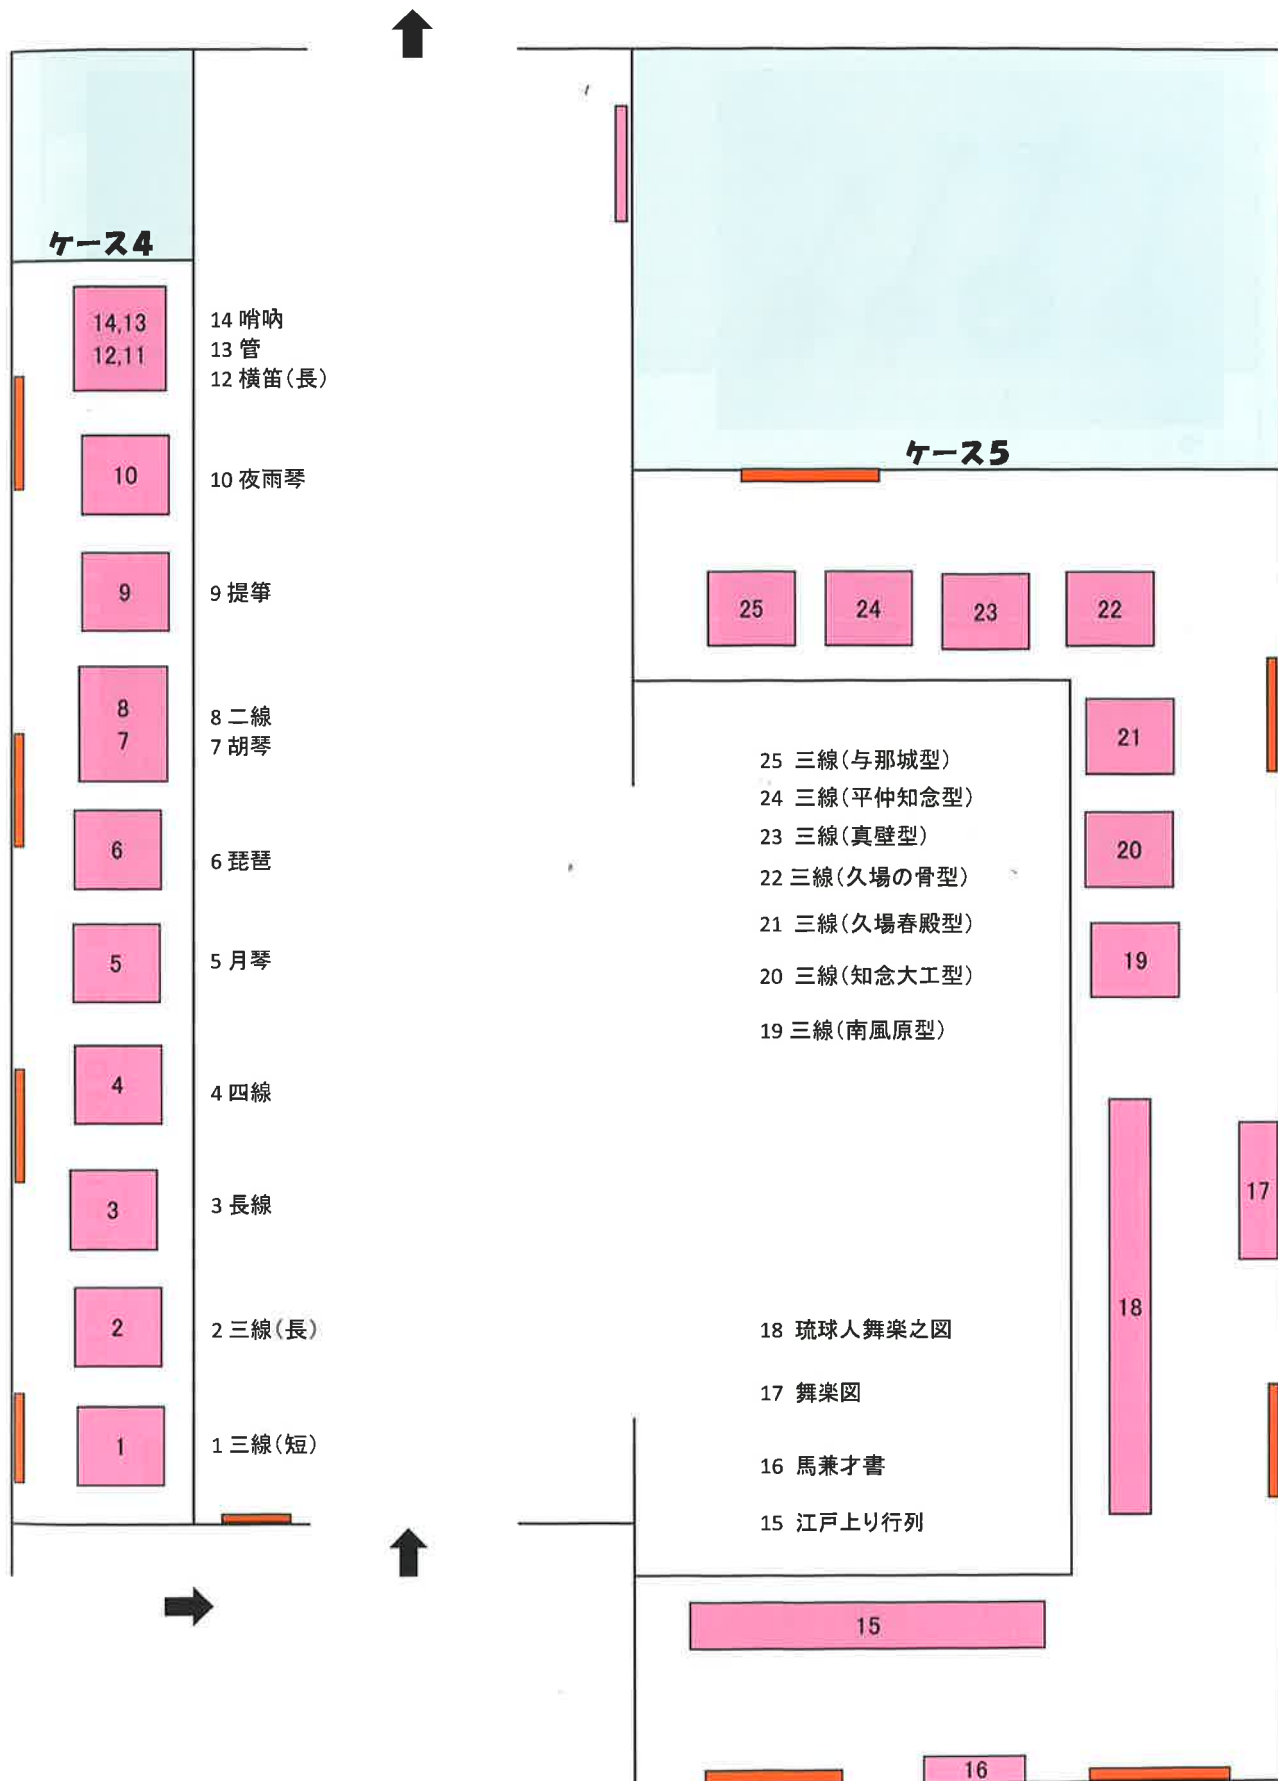 ケース4
14,13
12,11
14 哨吶
13 管
12 横笛(長)
10
10 夜雨琴
9
9 提箏
8
7
8 二線
7 胡琴
6
6 琵琶
5
5 月琴
4
4 四線
3
3 長線
2
2 三線(長)
1
1 三線(短)
ケース5
25
24
23
22
21
20
19
25 三線(与那城型)
24 三線(平仲知念型)
23 三線(真壁型)
22 三線(久場の骨型)
21 三線(久場春殿型)
20 三線(知念大工型)
19 三線(南風原型)
17
18
18 琉球人舞楽之図
17 舞楽図
16 馬兼才書
15 江戸上り行列
15
16